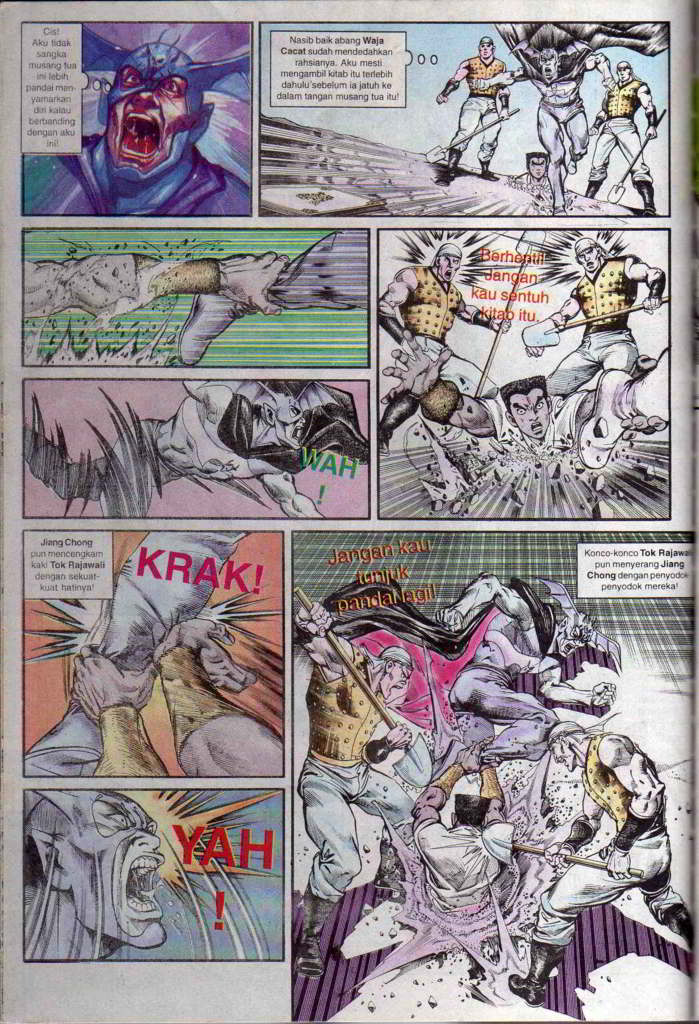 Cis!
Aku tidak
sangka
musang tua
ini lebih
pandai men-
yamarkan
diri kalau
berbanding
dengan aku
ini!
Nasib baik abang Waja
Cacat sudah mendedahkan
rahsianya. Aku mesti
mengambil kitab itu terlebih
dahulu sebelum ia jatuh ke
dalam tangan musang tua itu!
Berhenti!
Jangan
kau sentuh
kitab itu.
WAH
!
Jiang Chong
pun mencengkam
kaki Tok Rajawali
dengan sekuat-
kuat hatinya!
KRAK!
YAH
!
Jangan kau
tunjuk
pandai lagi!
Konco-konco Tok Rajawali
pun menyerang Jiang
Chong dengan penyodok
penyodok mereka!